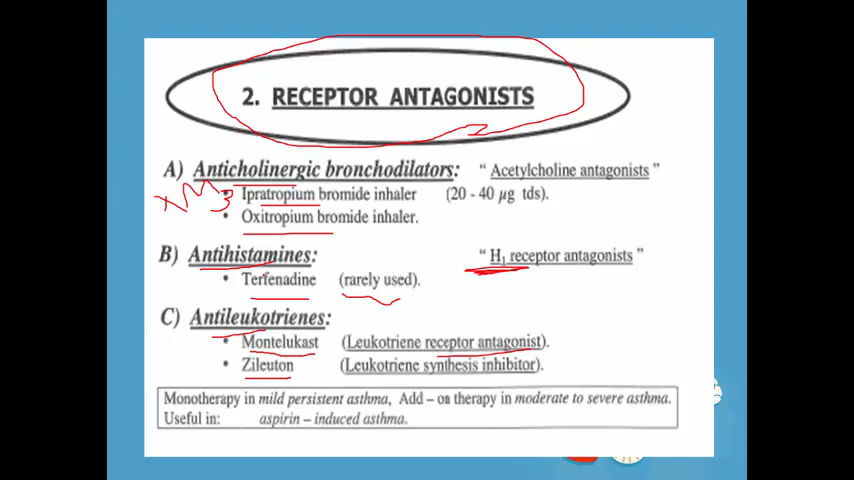 2. RECEPTOR ANTAGONISTS
A) Anticholinergic bronchodilators: " Acetylcholine antagonists "
XM3
• Ipratropium bromide inhaler (20 - 40 µg tds).
• Oxitropium bromide inhaler.
B) Antihistamines: " H1 receptor antagonists "
• Terfenadine (rarely used).
C) Antileukotrienes:
• Montelukast (Leukotriene receptor antagonist).
• Zileuton (Leukotriene synthesis inhibitor).
Monotherapy in mild persistent asthma, Add – on therapy in moderate to severe asthma.
Useful in: aspirin – induced asthma.